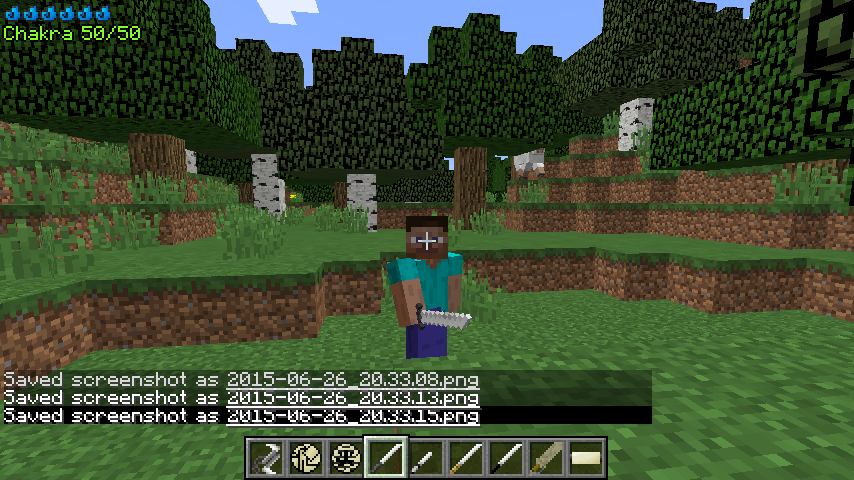 Chakra 50/50
Saved screenshot as 2015-06-26_20.33.08.png
Saved screenshot as 2015-06-26_20.33.13.png
Saved screenshot as 2015-06-26_20.33.15.png